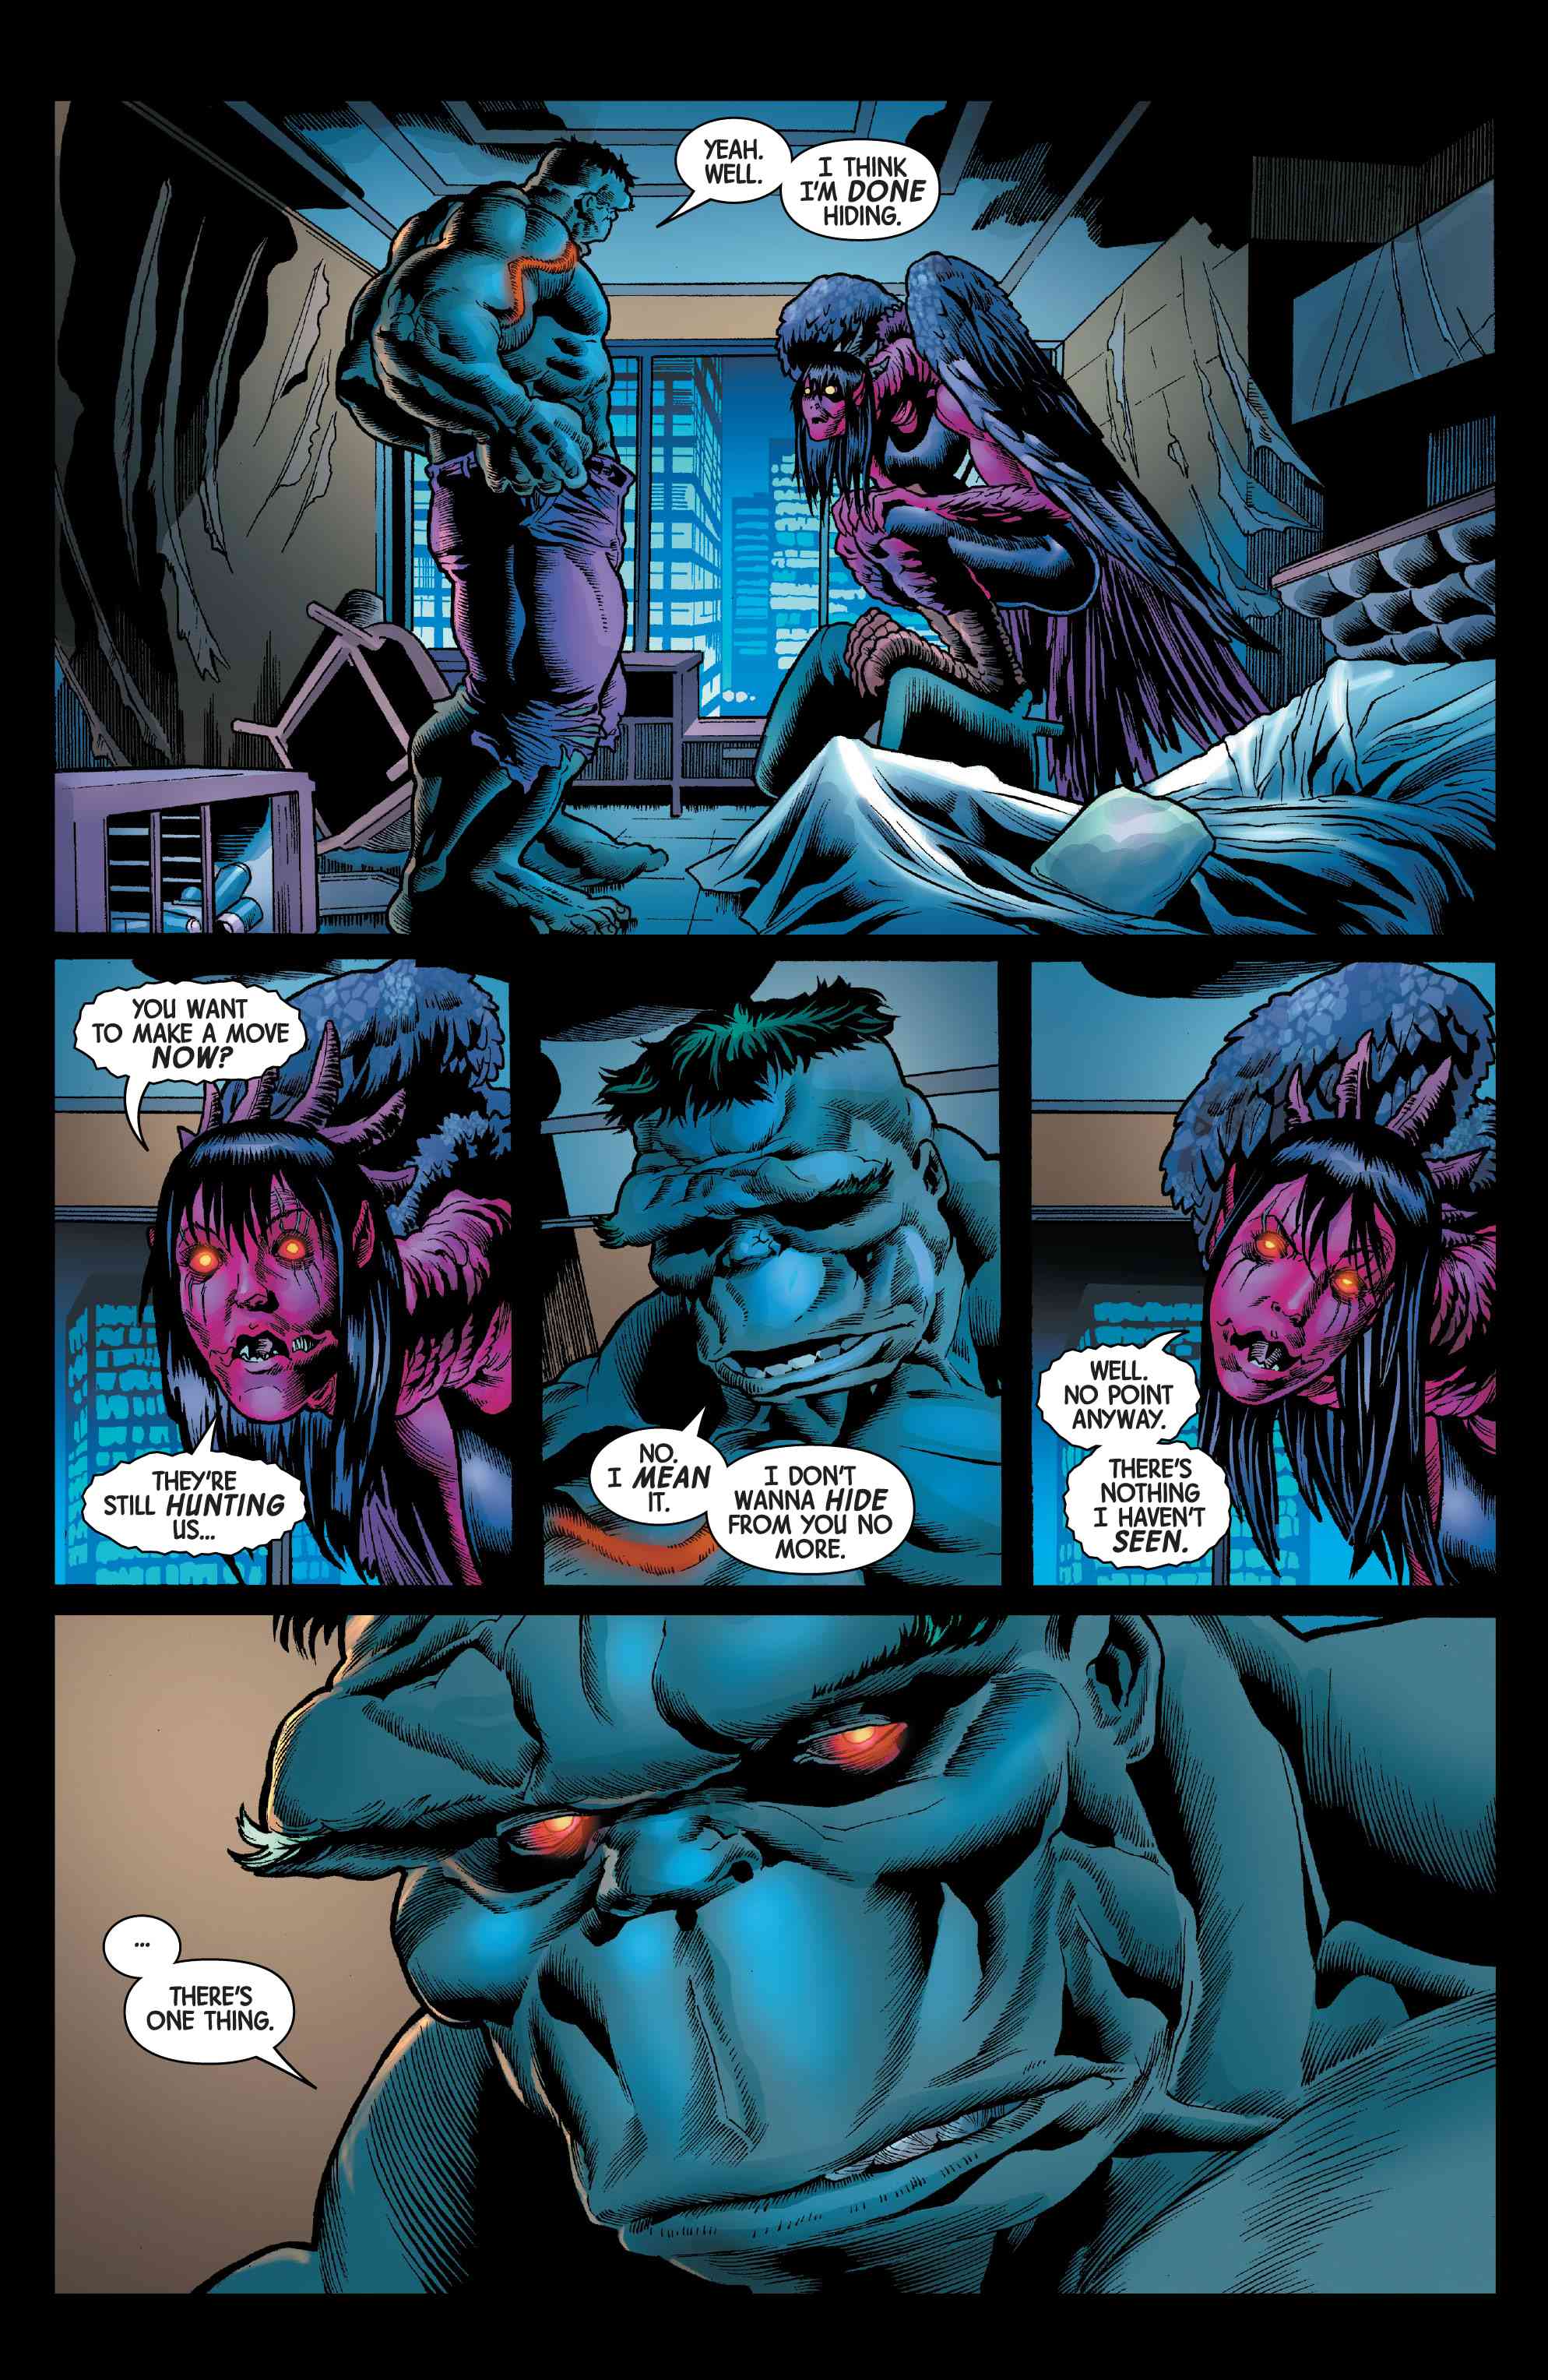 YEAH.
WELL.
I THINK
I'M DONE
HIDING.
YOU WANT
TO MAKE A MOVE
NOW?
THEY'RE
STILL HUNTING
US...
NO.
I MEAN
IT.
I DON'T
WANNA HIDE
FROM YOU NO
MORE.
WELL.
NO POINT
ANYWAY.
THERE'S
NOTHING
I HAVEN'T
SEEN.
...
THERE'S
ONE THING.